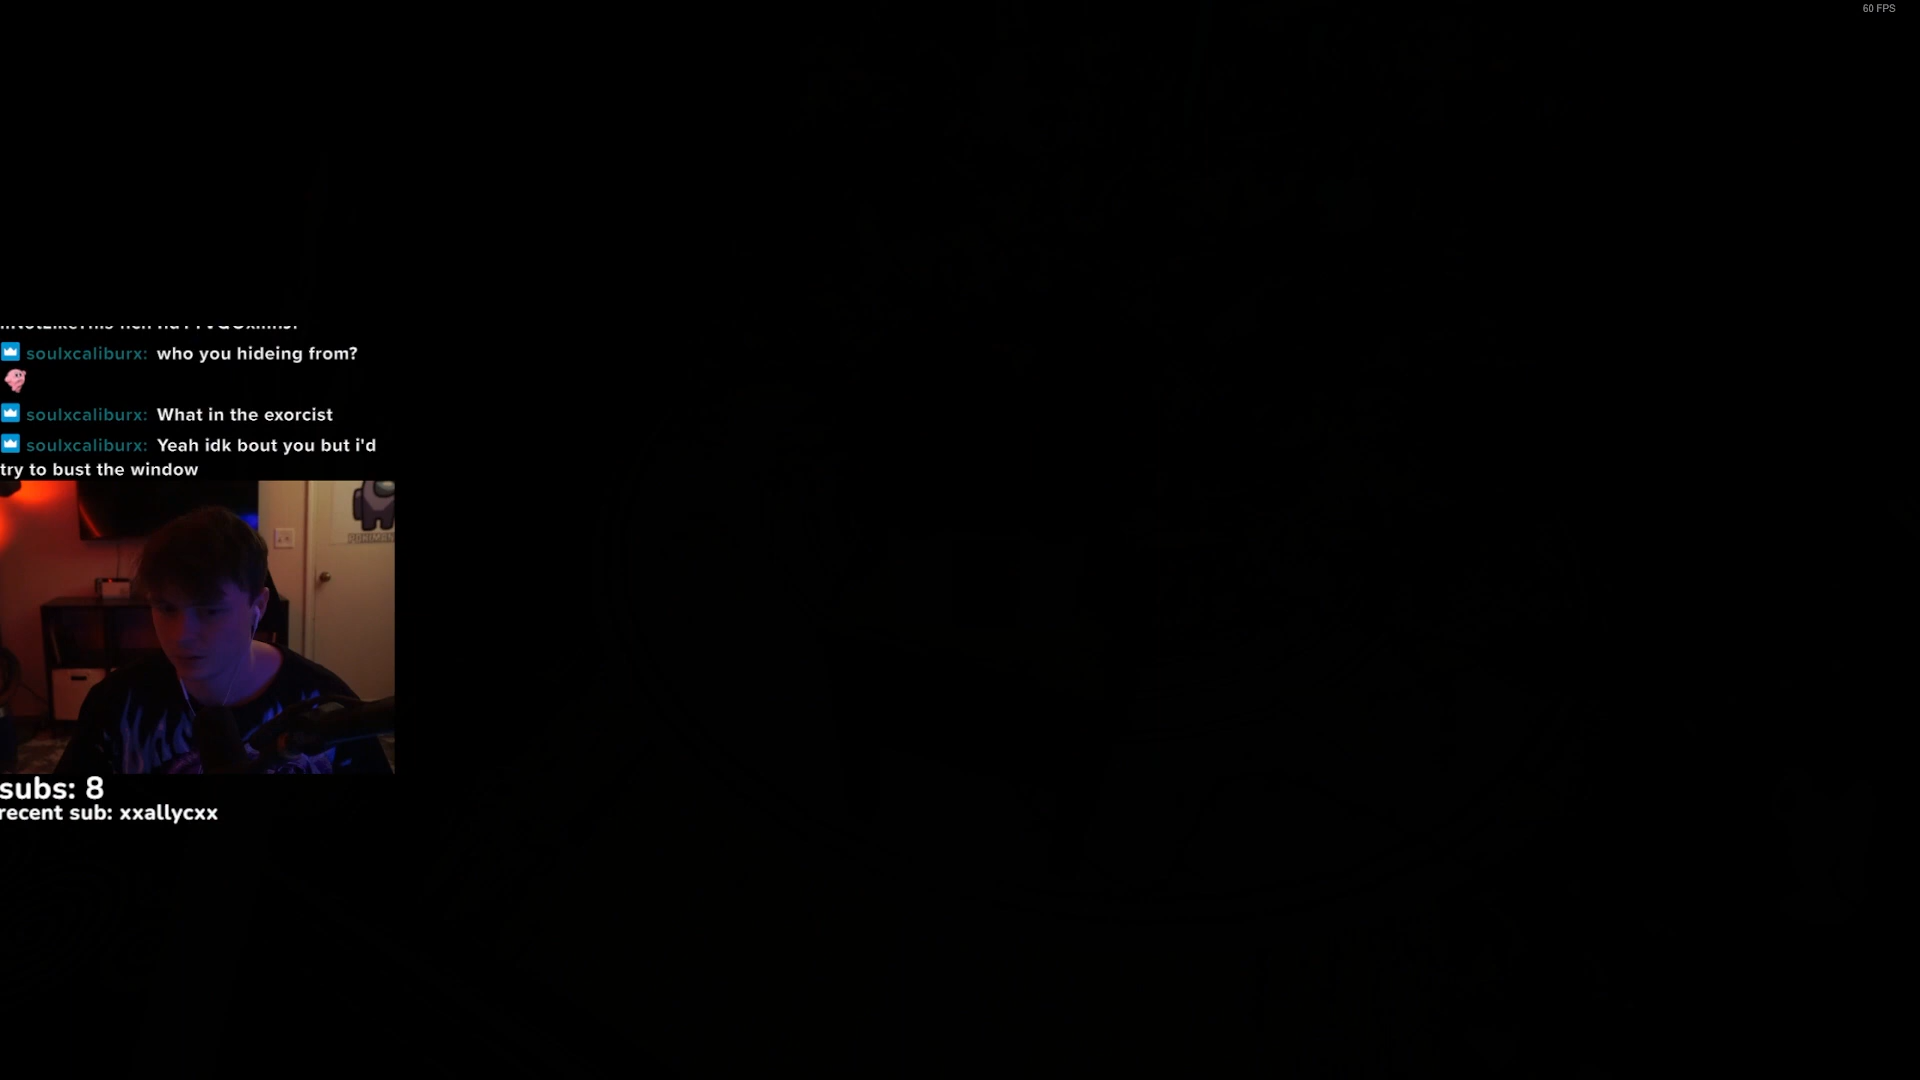 60 FPS
soulxcaliburx: who you hideing from?
soulxcaliburx: What in the exorcist
soulxcaliburx: Yeah idk bout you but i'd
try to bust the window
subs: 8
recent sub: xxallycxx